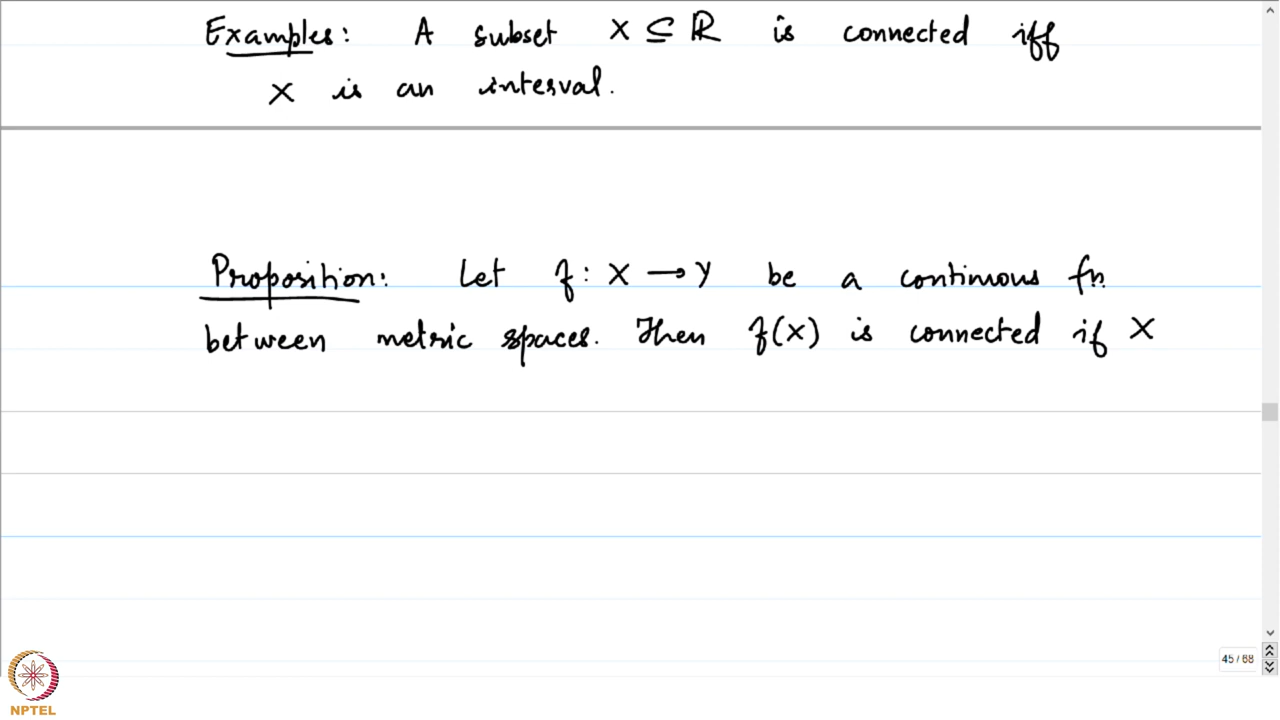 Examples: A subset X ⊆ ℝ is connected iff
X is an interval.
Proposition: Let f: X → Y be a continuous fn.
between metric spaces. Then f(X) is connected if X
45 / 68
NPTEL